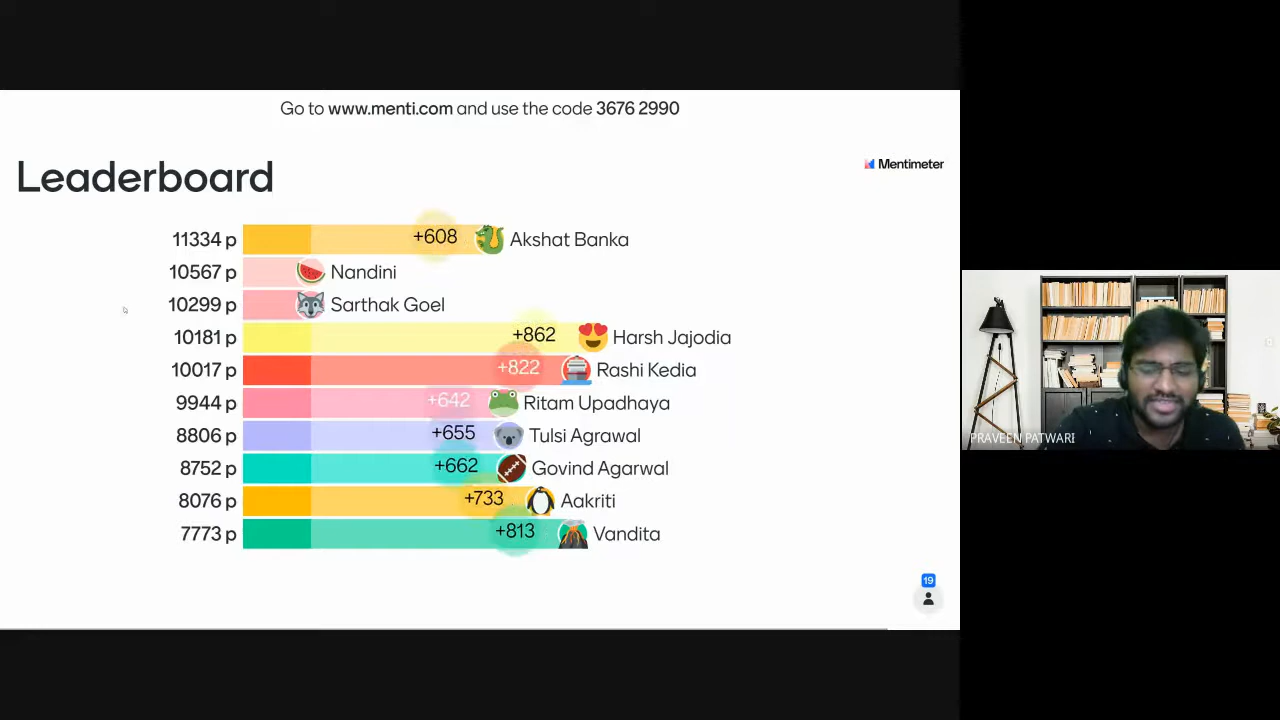 Go to www.menti.com and use the code 3676 2990
Leaderboard
Mentimeter
11334 p +608 Akshat Banka
10567 p Nandini
10299 p Sarthak Goel
10181 p +862 Harsh Jajodia
10017 p +822 Rashi Kedia
9944 p +642 Ritam Upadhaya
8806 p +655 Tulsi Agrawal
8752 p +662 Govind Agarwal
8076 p +733 Aakriti
7773 p +813 Vandita
19
PRAVEEN PATWARI